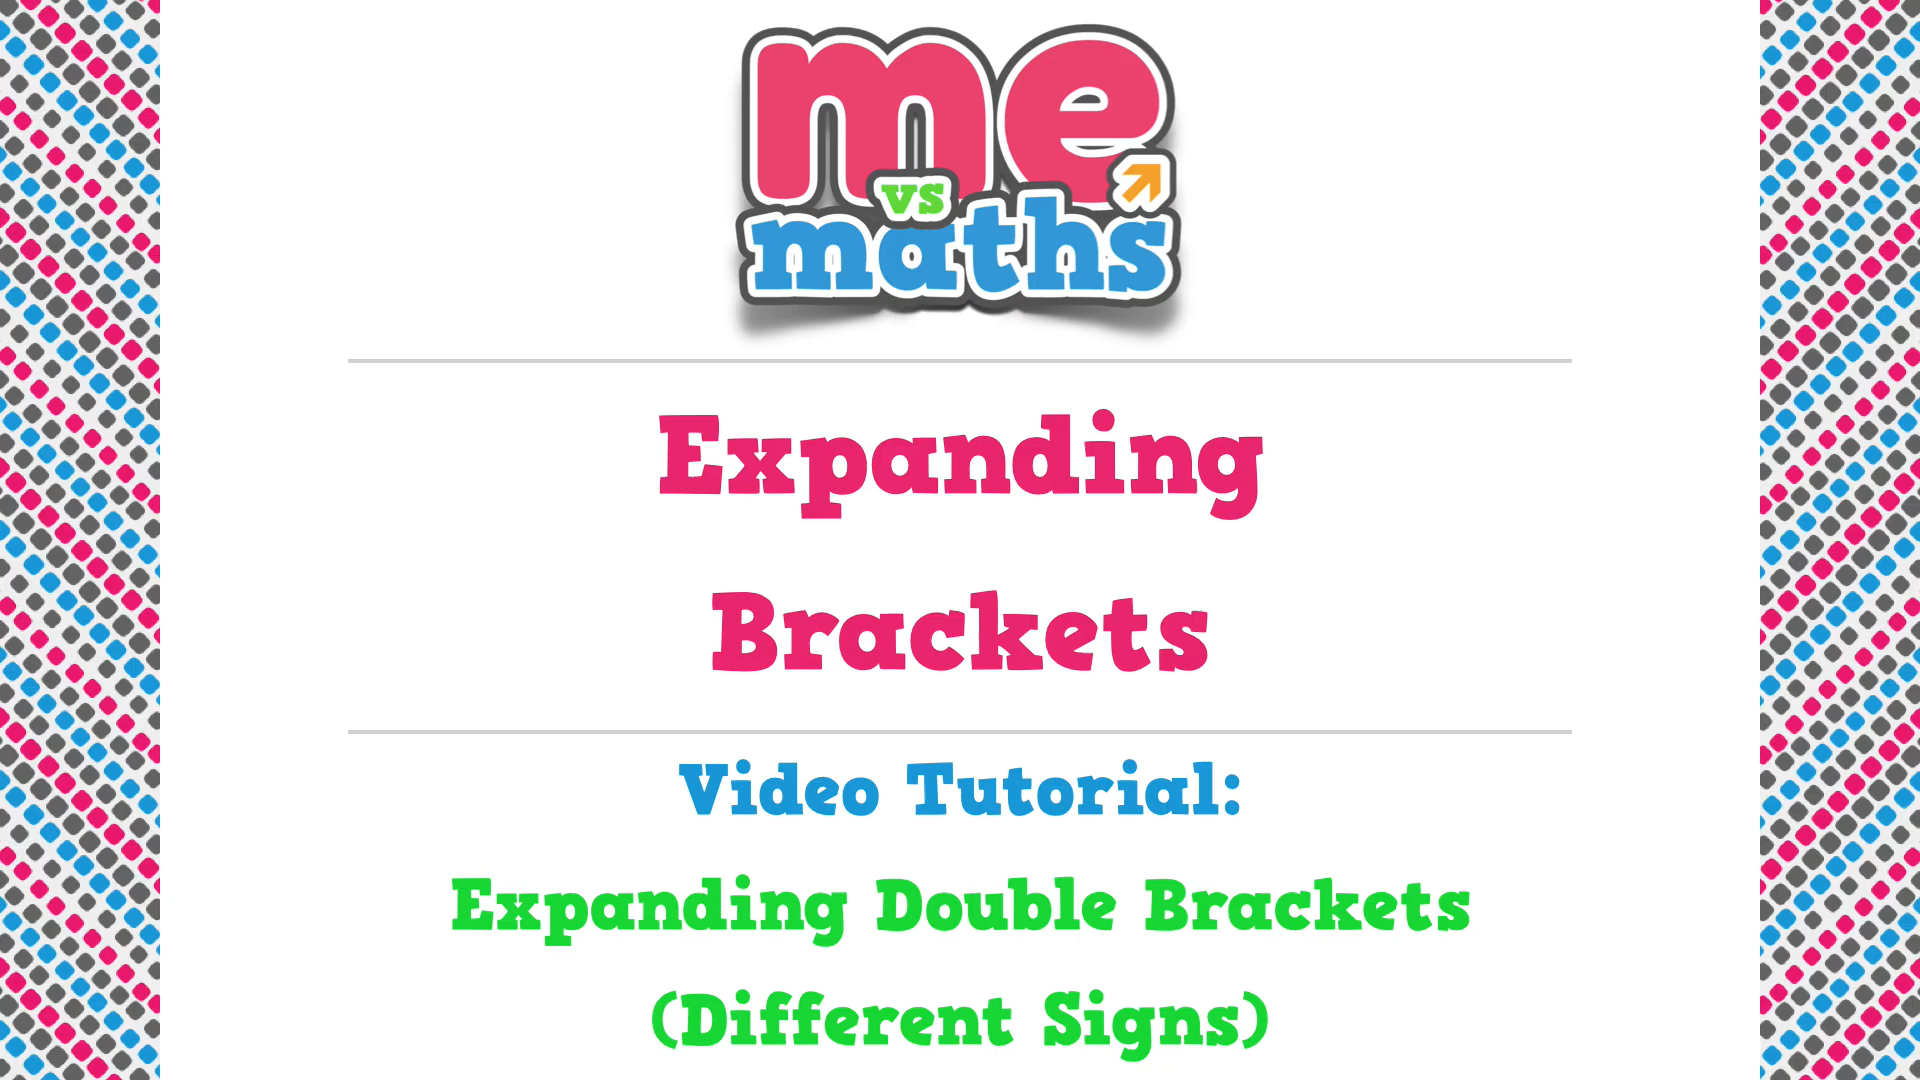 me
vs
maths
Expanding
Brackets
Video Tutorial:
Expanding Double Brackets
(Different Signs)